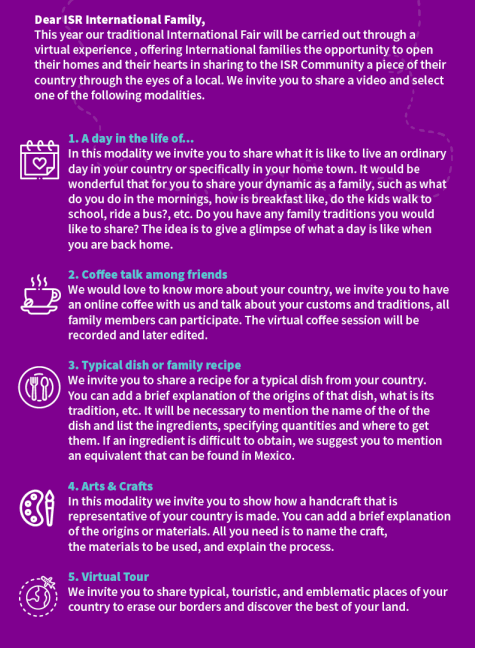 Dear ISR International Family,
This year our traditional International Fair will be carried out through a
virtual experience , offering International families the opportunity to open
their homes and their hearts in sharing to the ISR Community a piece of their
country through the eyes of a local. We invite you to share a video and select
one of the following modalities.
1. A day in the life of...
In this modality we invite you to share what it is like to live an ordinary
day in your country or specifically in your home town. It would be
wonderful that for you to share your dynamic as a family, such as what
do you do in the mornings, how is breakfast like, do the kids walk to
school, ride a bus?, etc. Do you have any family traditions you would
like to share? The idea is to give a glimpse of what a day is like when
you are back home.
2. Coffee talk among friends
We would love to know more about your country, we invite you to have
an online coffee with us and talk about your customs and traditions, all
family members can participate. The virtual coffee session will be
recorded and later edited.
3. Typical dish or family recipe
We invite you to share a recipe for a typical dish from your country.
You can add a brief explanation of the origins of that dish, what is its
tradition, etc. It will be necessary to mention the name of the of the
dish and list the ingredients, specifying quantities and where to get
them. If an ingredient is difficult to obtain, we suggest you to mention
an equivalent that can be found in Mexico.
4. Arts & Crafts
In this modality we invite you to show how a handcraft that is
representative of your country is made. You can add a brief explanation
of the origins or materials. All you need is to name the craft,
the materials to be used, and explain the process.
5. Virtual Tour
We invite you to share typical, touristic, and emblematic places of your
country to erase our borders and discover the best of your land.